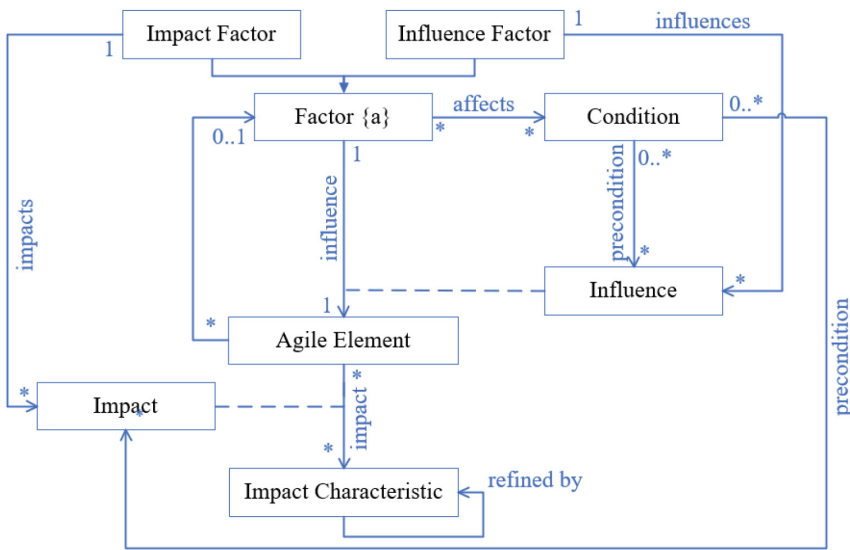 Impact Factor
Influence Factor
1
influences
1
Factor {a}
affects
Condition
0..*
0..1
*
*
1
0..*
influence
precondition
impacts
*
Influence
*
1
*
Agile Element
precondition
*
*
Impact
*
impact
*
Impact Characteristic
refined by